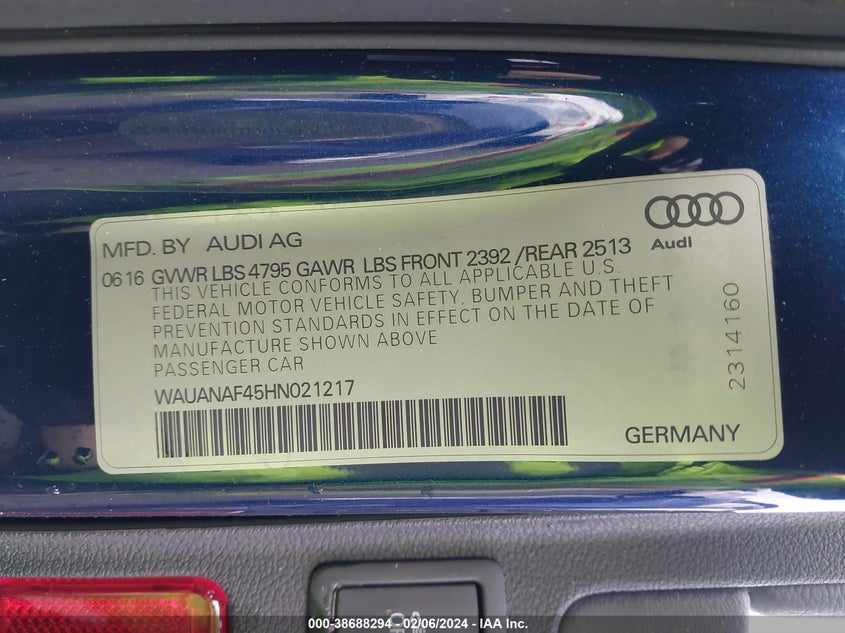 MFD. BY AUDI AG
Audi
06 16 GVWR LBS 4795 GAWR LBS FRONT 2392 /REAR 2513
THIS VEHICLE CONFORMS TO ALL APPLICABLE U.S.
FEDERAL MOTOR VEHICLE SAFETY, BUMPER AND THEFT
PREVENTION STANDARDS IN EFFECT ON THE DATE OF
MANUFACTURE SHOWN ABOVE
PASSENGER CAR
WAUANAF45HN021217
GERMANY
2314160
000-38688294 - 02/06/2024 - IAA Inc.